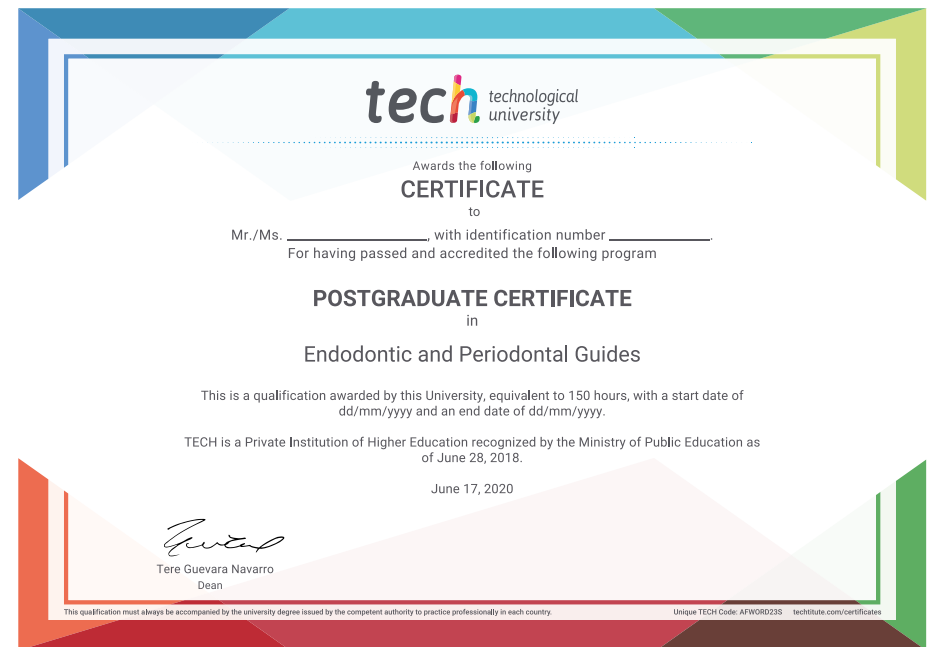 tech technological
university
Awards the following
CERTIFICATE
to
Mr./Ms. ____________________, with identification number ______________.
For having passed and accredited the following program
POSTGRADUATE CERTIFICATE
in
Endodontic and Periodontal Guides
This is a qualification awarded by this University, equivalent to 150 hours, with a start date of
dd/mm/yyyy and an end date of dd/mm/yyyy.
TECH is a Private Institution of Higher Education recognized by the Ministry of Public Education as
of June 28, 2018.
June 17, 2020
Tere Guevara Navarro
Dean
This qualification must always be accompanied by the university degree issued by the competent authority to practice professionally in each country.
Unique TECH Code: AFWORD23S techtitute.com/certificates